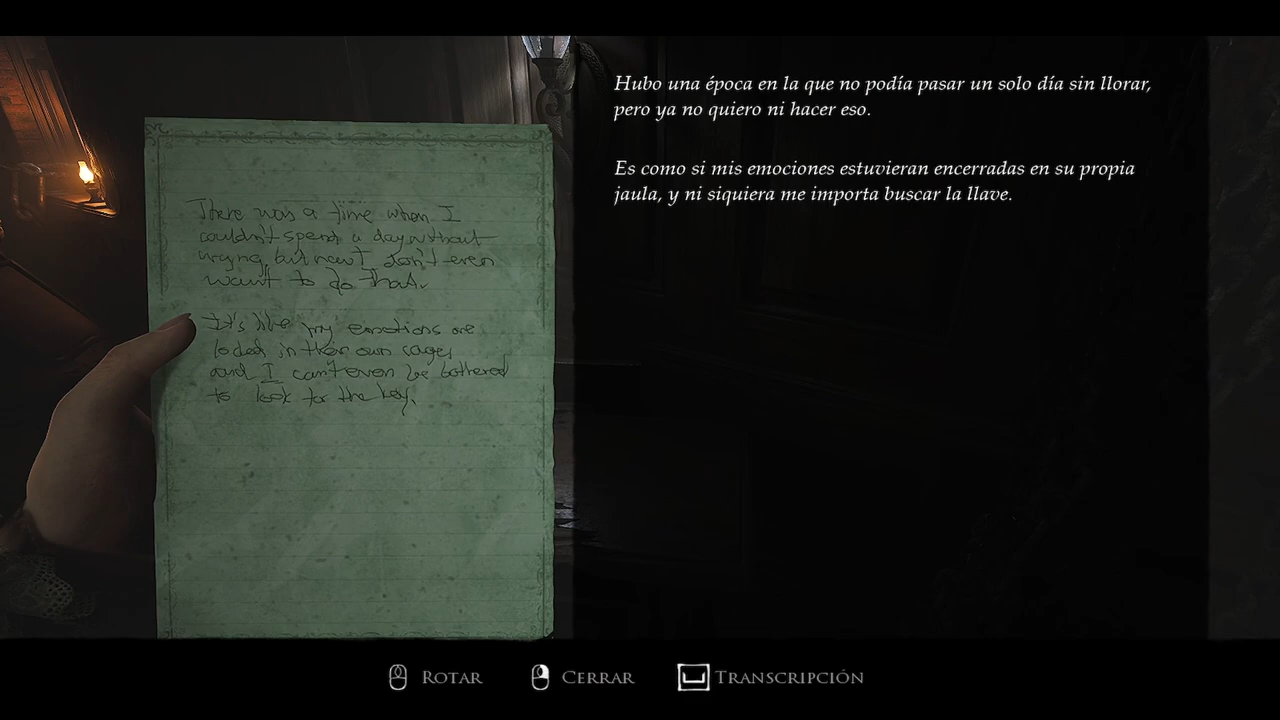 There was a time when I
couldn't spend a day without
crying, but now I don't even
want to do that.
It's like my emotions are
locked in their own cage,
and I can't even be bothered
to look for the key.
Hubo una época en la que no podía pasar un solo día sin llorar,
pero ya no quiero ni hacer eso.
Es como si mis emociones estuvieran encerradas en su propia
jaula, y ni siquiera me importa buscar la llave.
ROTAR
CERRAR
TRANSCRIPCIÓN